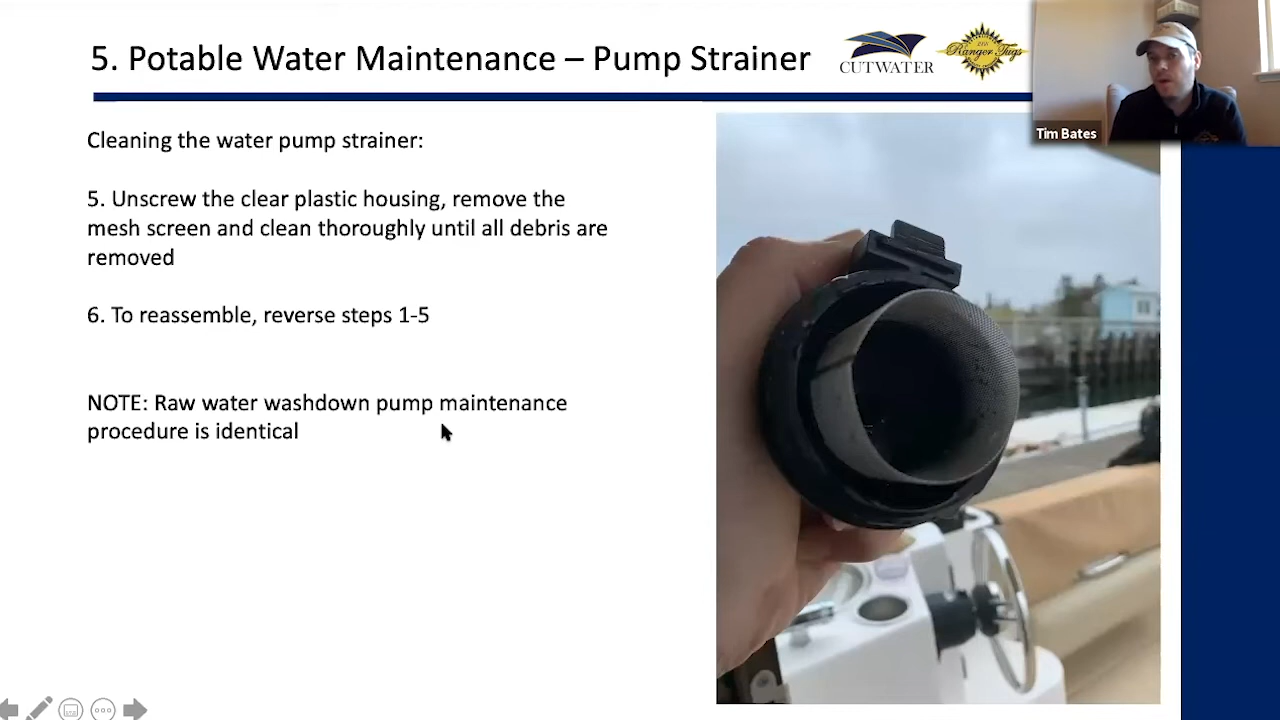 5. Potable Water Maintenance – Pump Strainer
CUTWATER
Ranger Tugs
Tim Bates
Cleaning the water pump strainer:
5. Unscrew the clear plastic housing, remove the
mesh screen and clean thoroughly until all debris are
removed
6. To reassemble, reverse steps 1-5
NOTE: Raw water washdown pump maintenance
procedure is identical